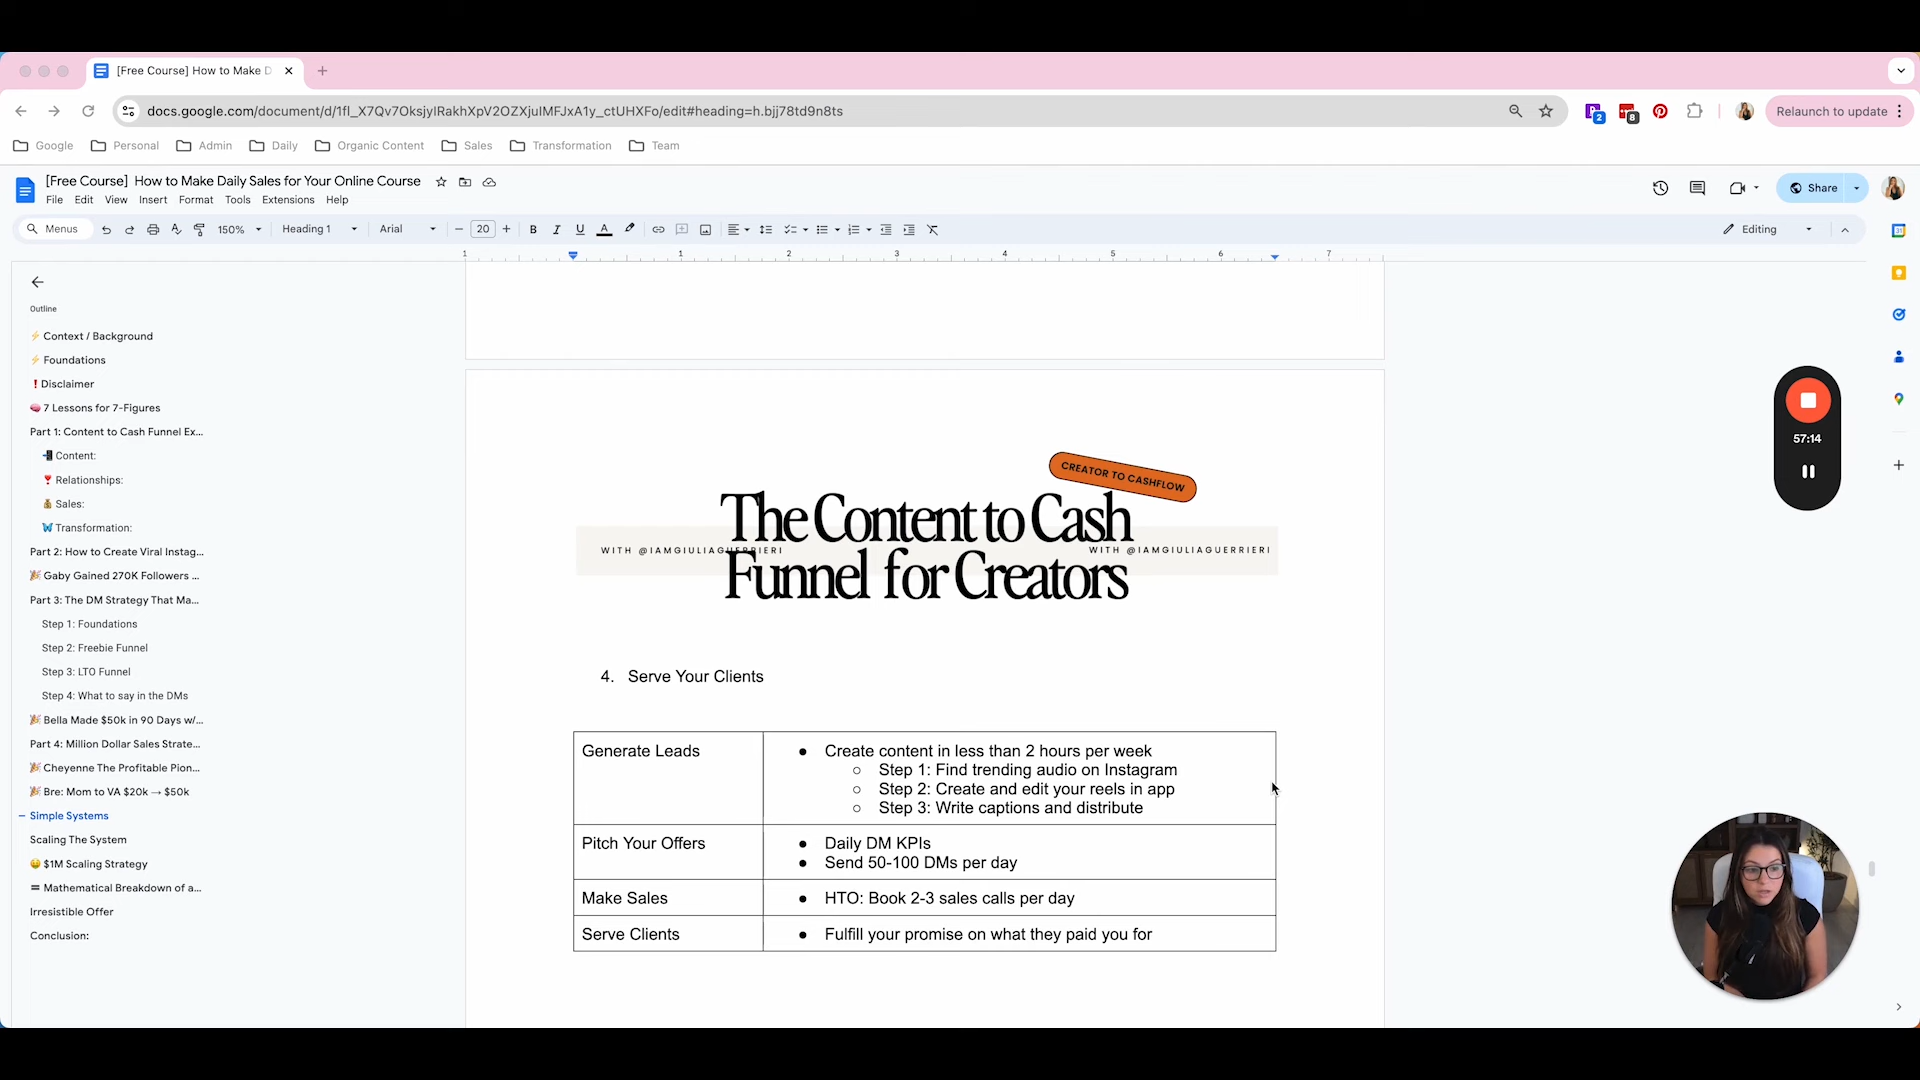 [Free Course] How to Make D
docs.google.com/document/d/1fI_X7Qv7OksjyIRakhXpV2OZXjuIMFJxA1y_ctUHXFo/edit#heading=h.bjj78td9n8ts
2
8
Relaunch to update
Google
Personal
Admin
Daily
Organic Content
Sales
Transformation
Team
[Free Course] How to Make Daily Sales for Your Online Course
File Edit View Insert Format Tools Extensions Help
Share
Menus
150%
Heading 1
Arial
20
B I U A
Editing
31
1 1 2 3 4 5 6 7
Outline
⚡ Context / Background
⚡ Foundations
❗Disclaimer
🧠 7 Lessons for 7-Figures
Part 1: Content to Cash Funnel Ex...
📲 Content:
❣️ Relationships:
💰 Sales:
🦋 Transformation:
Part 2: How to Create Viral Instag...
🎉 Gaby Gained 270K Followers ...
Part 3: The DM Strategy That Ma...
Step 1: Foundations
Step 2: Freebie Funnel
Step 3: LTO Funnel
Step 4: What to say in the DMs
🎉 Bella Made $50k in 90 Days w/...
Part 4: Million Dollar Sales Strate...
🎉 Cheyenne The Profitable Pion...
🎉 Bre: Mom to VA $20k → $50k
Simple Systems
Scaling The System
🤑 $1M Scaling Strategy
🟰 Mathematical Breakdown of a...
Irresistible Offer
Conclusion:
CREATOR TO CASHFLOW
The Content to Cash
WITH @IAMGIULIAGUERRIERI
WITH @IAMGIULIAGUERRIERI
Funnel for Creators
4. Serve Your Clients
Generate Leads
● Create content in less than 2 hours per week
○ Step 1: Find trending audio on Instagram
○ Step 2: Create and edit your reels in app
○ Step 3: Write captions and distribute
Pitch Your Offers
● Daily DM KPIs
● Send 50-100 DMs per day
Make Sales
● HTO: Book 2-3 sales calls per day
Serve Clients
● Fulfill your promise on what they paid you for
57:14